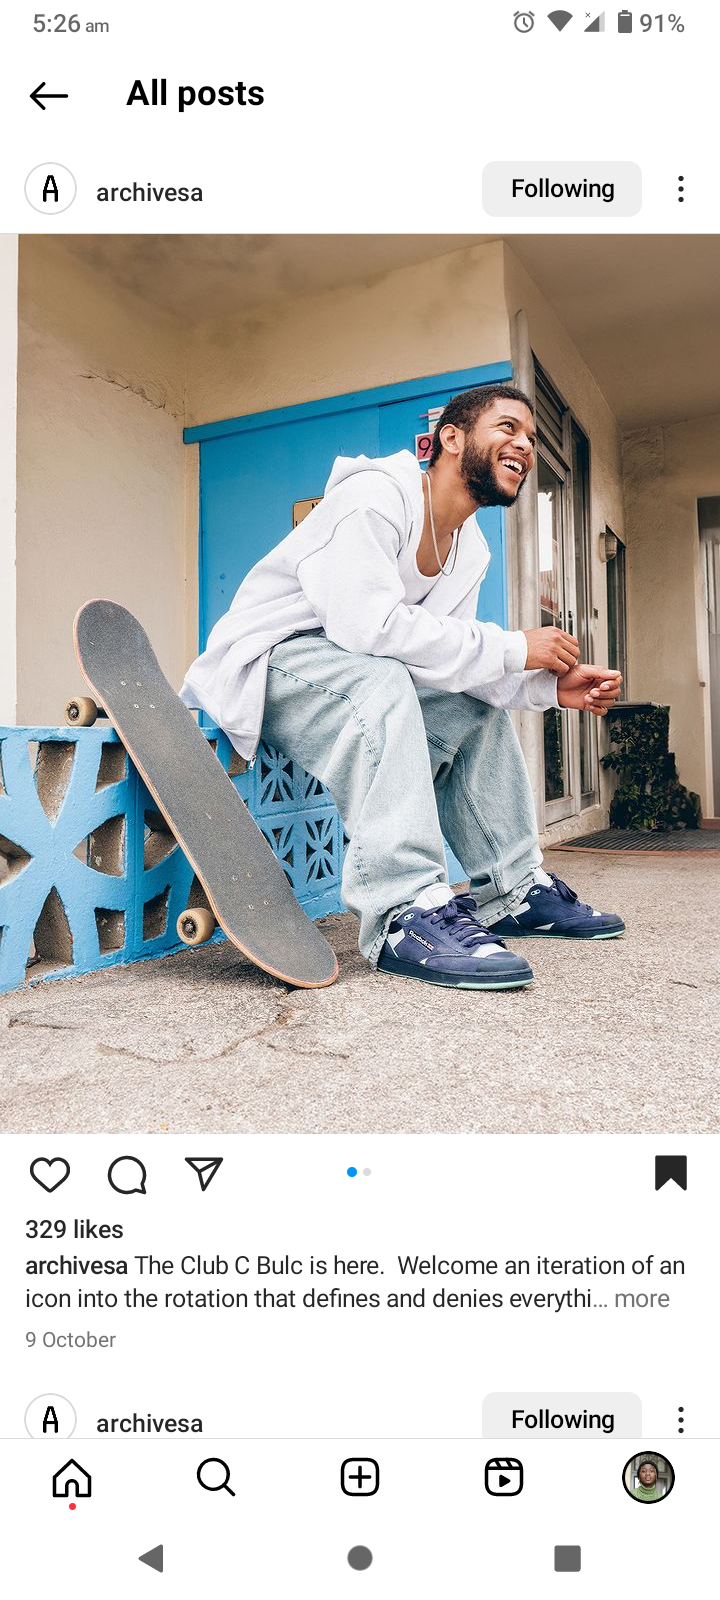 5:26 am
91%
All posts
archivesa
Following
9
Reebok
329 likes
archivesa The Club C Bulc is here.  Welcome an iteration of an
icon into the rotation that defines and denies everythi... more
9 October
archivesa
Following